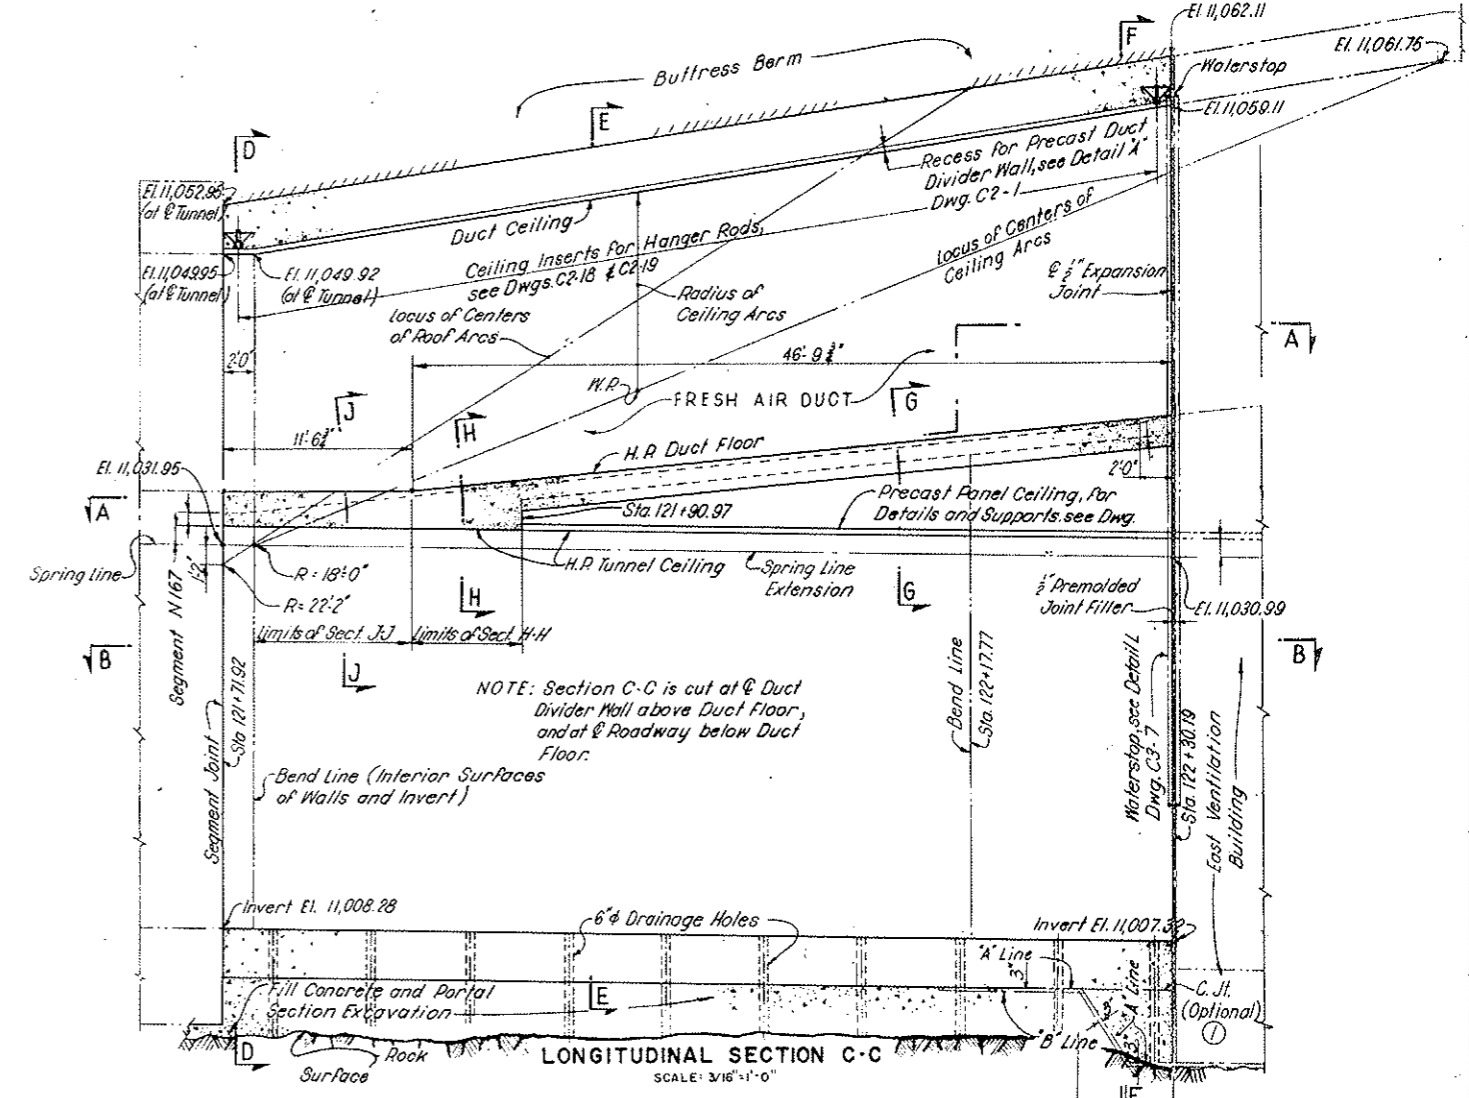 El. 11,062.11
F
Buttress Berm
El. 11,061.75
Waterstop
E
El. 11,059.11
D
Recess for Precast Duct
Divider Wall, see Detail "A"
Dwg. C2-1
El. 11,052.95
(at ℄ Tunnel)
Duct Ceiling
Ceiling Inserts for Hanger Rods,
see Dwgs. C2-18 & C2-19
Locus of Centers of
Ceiling Arcs
El. 11,049.95
(at ℄ Tunnel)
El. 11,049.92
(at ℄ Tunnel)
℄ ½" Expansion
Joint
Radius of
Ceiling Arcs
Locus of Centers
of Roof Arcs
A
2'0"
46'-9¾"
W.P.
FRESH AIR DUCT
G
J
H
11'-6¾"
H.P. Duct Floor
El. 11,031.95
2'0"
A
Precast Panel Ceiling, for
Details and Supports, see Dwg.
Sta. 121+90.97
Spring Line
1'-2"
R = 18'-0"
H.P. Tunnel Ceiling
Spring Line
Extension
R = 22'-2"
H
G
½" Premolded
Joint Filler
El. 11,030.99
Segment N167
Limits of Sect. J-J
Limits of Sect. H-H
B
B
J
NOTE: Section C-C is cut at ℄ Duct
Divider Wall above Duct Floor,
and at ℄ Roadway below Duct
Floor.
Segment Joint
Sta. 121+71.92
Bend Line
Sta. 122+17.77
Waterstop, see Detail L
Dwg. C3-7
Sta. 122+30.19
East Ventilation
Building
Bend Line (Interior Surfaces
of Walls and Invert)
Invert El. 11,008.28
6"ϕ Drainage Holes
Invert El. 11,007.32
"A" Line
3"
"A" Line
C. Jt.
(Optional)
1
Fill Concrete and Portal
Section Excavation
E
"B" Line
D
Rock
Surface
LONGITUDINAL SECTION C-C
SCALE: 3/16"=1'-0"
F